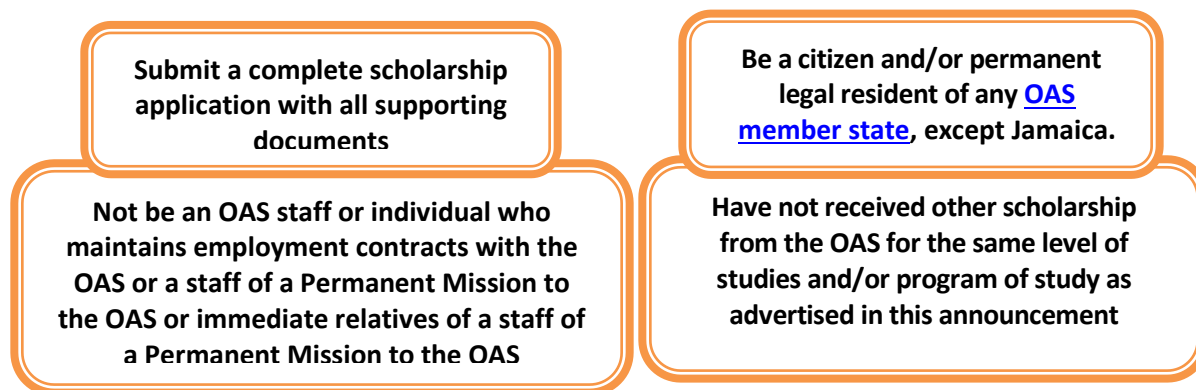 Submit a complete scholarship
application with all supporting
documents
Be a citizen and/or permanent
legal resident of any OAS
member state, except Jamaica.
Not be an OAS staff or individual who
maintains employment contracts with the
OAS or a staff of a Permanent Mission to
the OAS or immediate relatives of a staff of
a Permanent Mission to the OAS
Have not received other scholarship
from the OAS for the same level of
studies and/or program of study as
advertised in this announcement